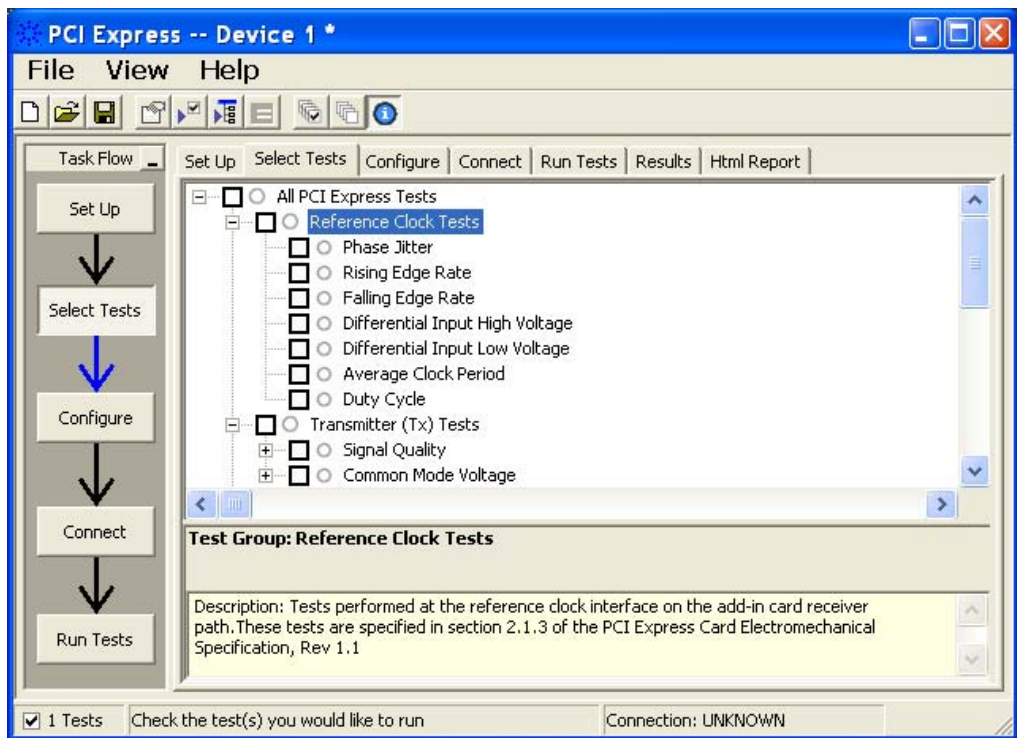 PCI Express -- Device 1 *
File View Help
Task Flow
Set Up
Select Tests
Configure
Connect
Run Tests
Set Up Select Tests Configure Connect Run Tests Results Html Report
All PCI Express Tests
Reference Clock Tests
Phase Jitter
Rising Edge Rate
Falling Edge Rate
Differential Input High Voltage
Differential Input Low Voltage
Average Clock Period
Duty Cycle
Transmitter (Tx) Tests
Signal Quality
Common Mode Voltage
Test Group: Reference Clock Tests
Description: Tests performed at the reference clock interface on the add-in card receiver
path.These tests are specified in section 2.1.3 of the PCI Express Card Electromechanical
Specification, Rev 1.1
1 Tests Check the test(s) you would like to run Connection: UNKNOWN